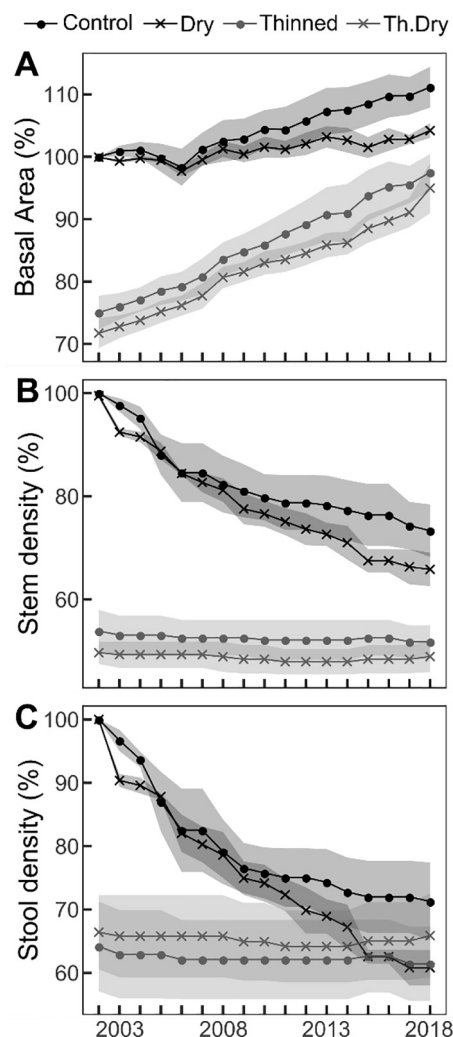 Control Dry Thinned Th.Dry
A
Basal Area (%)
110
100
90
80
70
B
Stem density (%)
100
80
60
C
Stool density (%)
100
90
80
70
60
2003 2008 2013 2018